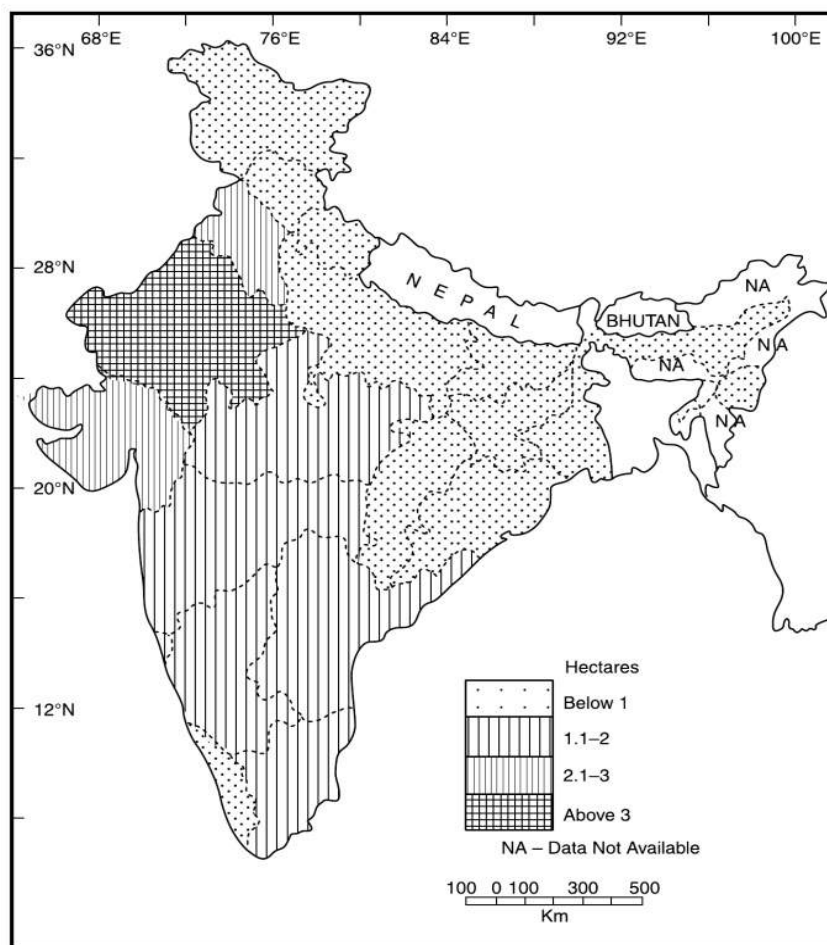 68°E 76°E 84°E 92°E 100°E
36°N
28°N
NEPAL
BHUTAN
NA
NA
NA
NA
20°N
12°N
Hectares
Below 1
1.1–2
2.1–3
Above 3
NA – Data Not Available
100 0 100 300 500
Km